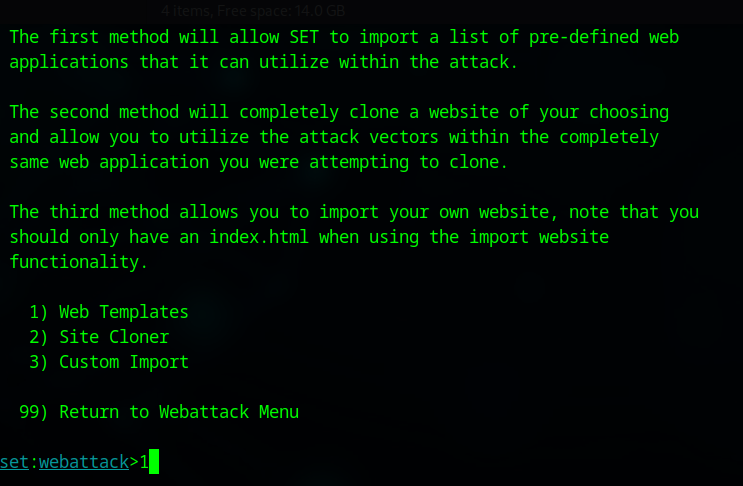 4 items, Free space: 14.0 GB
The first method will allow SET to import a list of pre-defined web
applications that it can utilize within the attack.
The second method will completely clone a website of your choosing
and allow you to utilize the attack vectors within the completely
same web application you were attempting to clone.
The third method allows you to import your own website, note that you
should only have an index.html when using the import website
functionality.
1) Web Templates
2) Site Cloner
3) Custom Import
99) Return to Webattack Menu
set:webattack>1